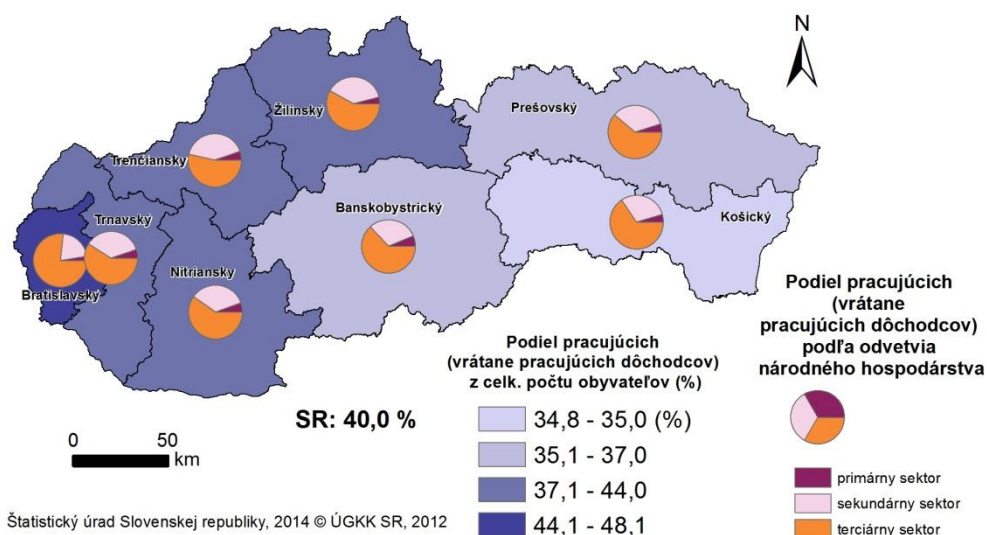 N
Žilinský
Prešovský
Trenčiansky
Banskobystrický
Košický
Trnavský
Nitriansky
Bratislavský
SR: 40,0 %
0 50
km
Podiel pracujúcich
(vrátane pracujúcich dôchodcov)
z celk. počtu obyvateľov (%)
34,8 - 35,0 (%)
35,1 - 37,0
37,1 - 44,0
44,1 - 48,1
Podiel pracujúcich
(vrátane
pracujúcich dôchodcov)
podľa odvetvia
národného hospodárstva
primárny sektor
sekundárny sektor
terciárny sektor
Štatistický úrad Slovenskej republiky, 2014 © ÚGKK SR, 2012